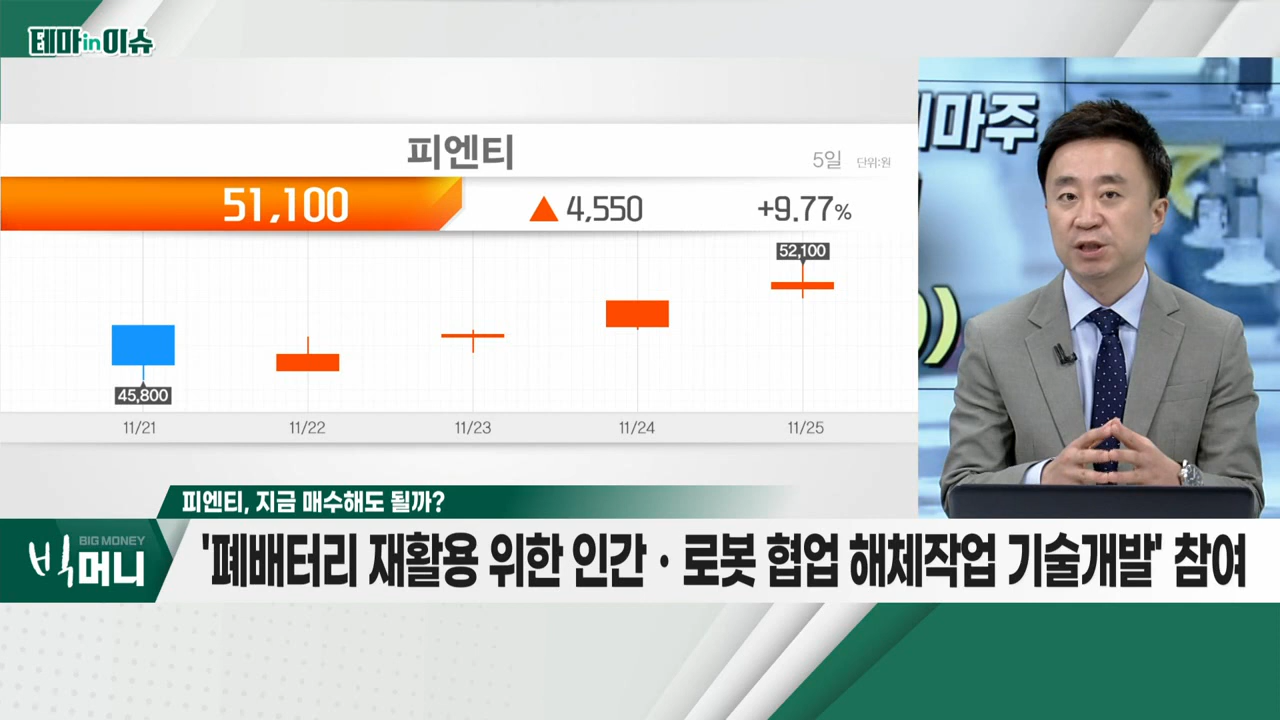 테마in이슈
피엔티
5일 단위:원
51,100 ▲ 4,550 +9.77%
52,100
45,800
11/21 11/22 11/23 11/24 11/25
마주
피엔티, 지금 매수해도 될까?
BIG MONEY
빅머니
'폐배터리 재활용 위한 인간·로봇 협업 해체작업 기술개발' 참여